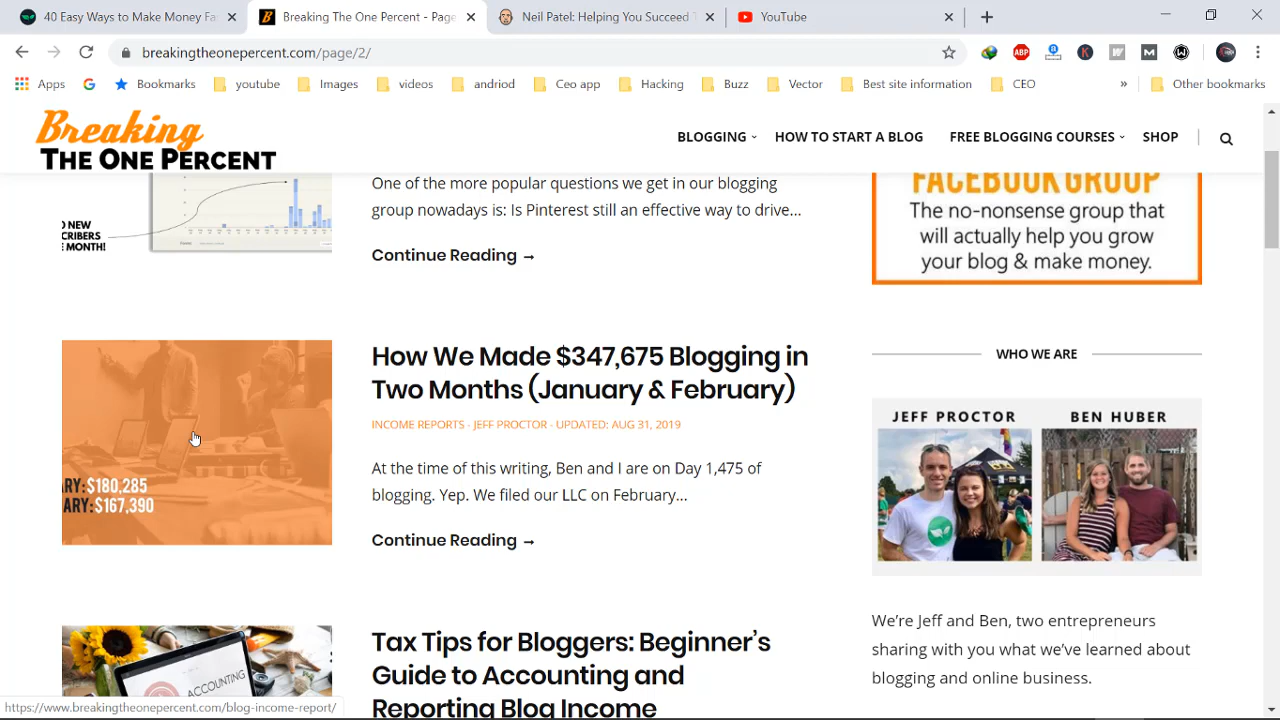 40 Easy Ways to Make Money Fa
Breaking The One Percent - Page
Neil Patel: Helping You Succeed T
YouTube
breakingtheonepercent.com/page/2/
Apps
Bookmarks
youtube
Images
videos
andriod
Ceo app
Hacking
Buzz
Vector
Best site information
CEO
»
Other bookmarks
Breaking
THE ONE PERCENT
BLOGGING
HOW TO START A BLOG
FREE BLOGGING COURSES
SHOP
O NEW
SCRIBERS
E MONTH!
One of the more popular questions we get in our blogging
group nowadays is: Is Pinterest still an effective way to drive...
Continue Reading →
FACEBOOK GROUP
The no-nonsense group that
will actually help you grow
your blog & make money.
ARY: $180,285
ARY: $167,390
How We Made $347,675 Blogging in
Two Months (January & February)
INCOME REPORTS - JEFF PROCTOR - UPDATED: AUG 31, 2019
At the time of this writing, Ben and I are on Day 1,475 of
blogging. Yep. We filed our LLC on February...
Continue Reading →
WHO WE ARE
JEFF PROCTOR
BEN HUBER
We're Jeff and Ben, two entrepreneurs
sharing with you what we've learned about
blogging and online business.
ACCOUNTING
Tax Tips for Bloggers: Beginner's
Guide to Accounting and
Reporting Blog Income
https://www.breakingtheonepercent.com/blog-income-report/